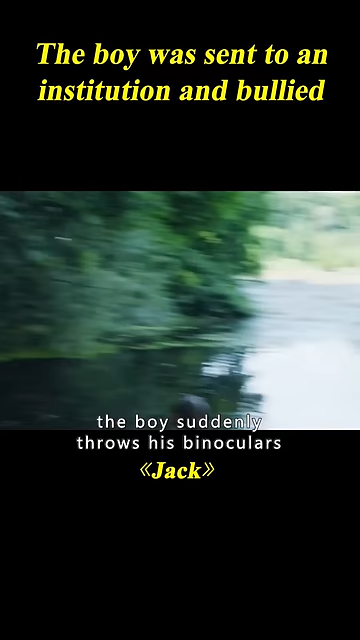 The boy was sent to an
institution and bullied
the boy suddenly
throws his binoculars
《Jack》